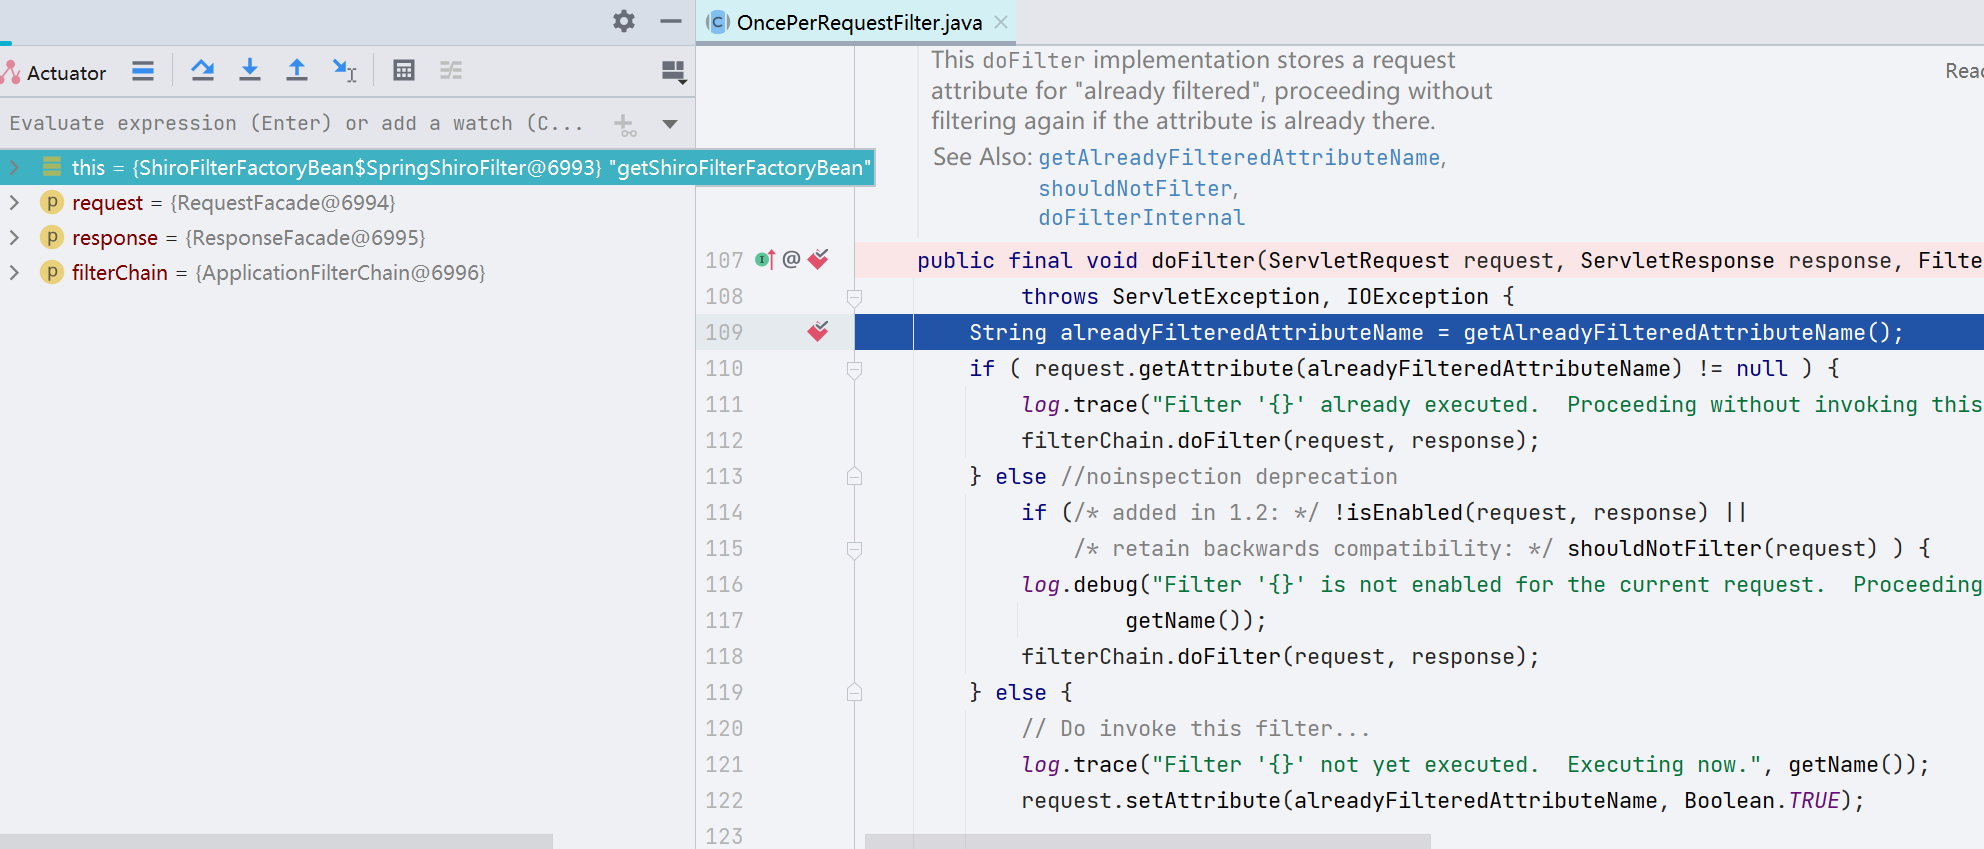 OncePerRequestFilter.java
Actuator
Evaluate expression (Enter) or add a watch (C...
this = {ShiroFilterFactoryBean$SpringShiroFilter@6993} "getShiroFilterFactoryBean"
request = {RequestFacade@6994}
response = {ResponseFacade@6995}
filterChain = {ApplicationFilterChain@6996}
This doFilter implementation stores a request
attribute for "already filtered", proceeding without
filtering again if the attribute is already there.
See Also: getAlreadyFilteredAttributeName,
shouldNotFilter,
doFilterInternal
107 public final void doFilter(ServletRequest request, ServletResponse response, Filte
108 throws ServletException, IOException {
109 String alreadyFilteredAttributeName = getAlreadyFilteredAttributeName();
110 if ( request.getAttribute(alreadyFilteredAttributeName) != null ) {
111 log.trace("Filter '{}' already executed.  Proceeding without invoking this
112 filterChain.doFilter(request, response);
113 } else //noinspection deprecation
114 if (/* added in 1.2: */ !isEnabled(request, response) ||
115 /* retain backwards compatibility: */ shouldNotFilter(request) ) {
116 log.debug("Filter '{}' is not enabled for the current request.  Proceeding
117 getName());
118 filterChain.doFilter(request, response);
119 } else {
120 // Do invoke this filter...
121 log.trace("Filter '{}' not yet executed.  Executing now.", getName());
122 request.setAttribute(alreadyFilteredAttributeName, Boolean.TRUE);
123